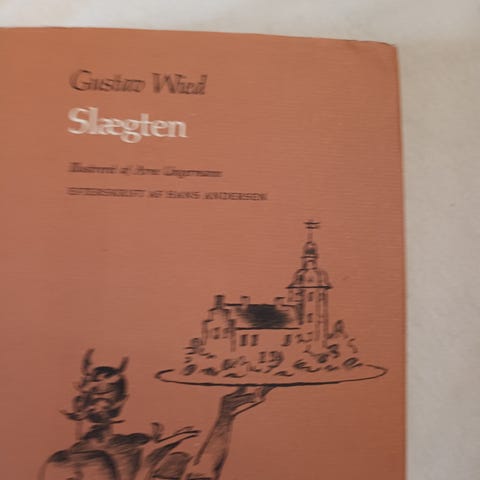 Gustav Wied
Slægten
Illustreret af Arne Ungermann
EFTERSKRIFT AF HANS ANDERSEN